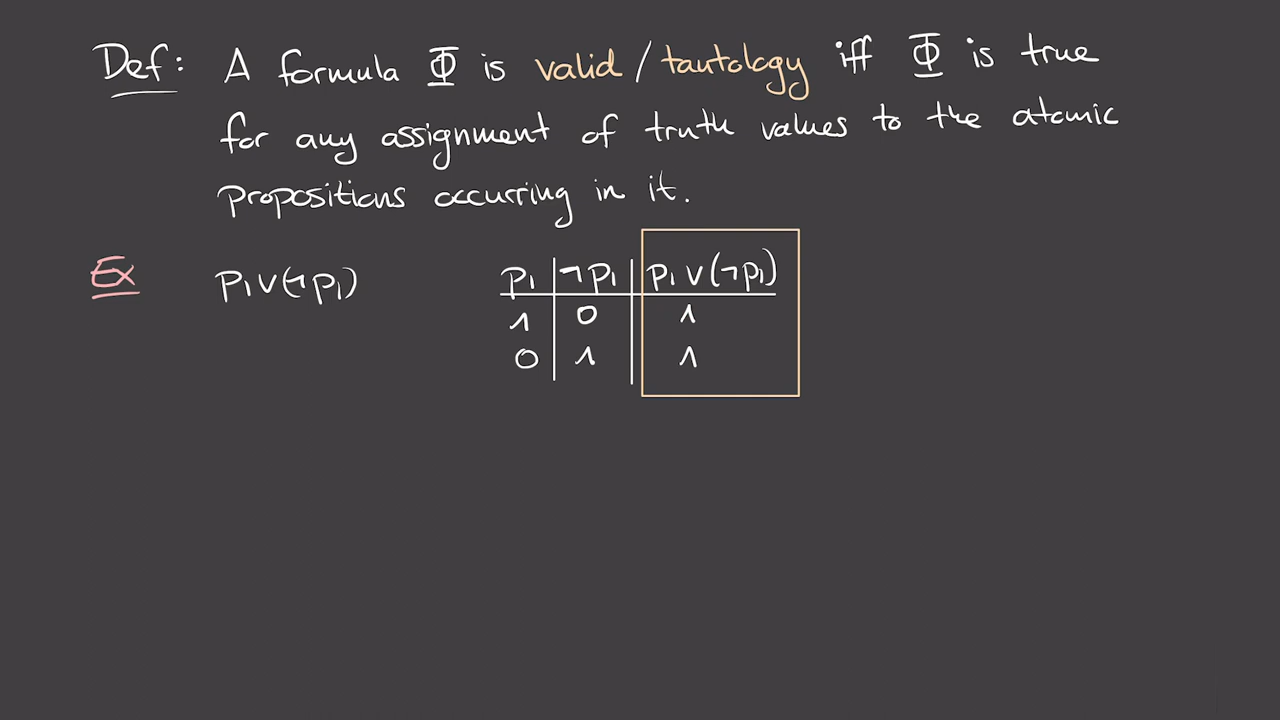 Def: A formula Φ is valid / tautology iff Φ is true
for any assignment of truth values to the atomic
propositions occurring in it.
Ex p₁∨(¬p₁)
p₁ | ¬p₁ | p₁∨(¬p₁)
1 | 0 | 1
0 | 1 | 1